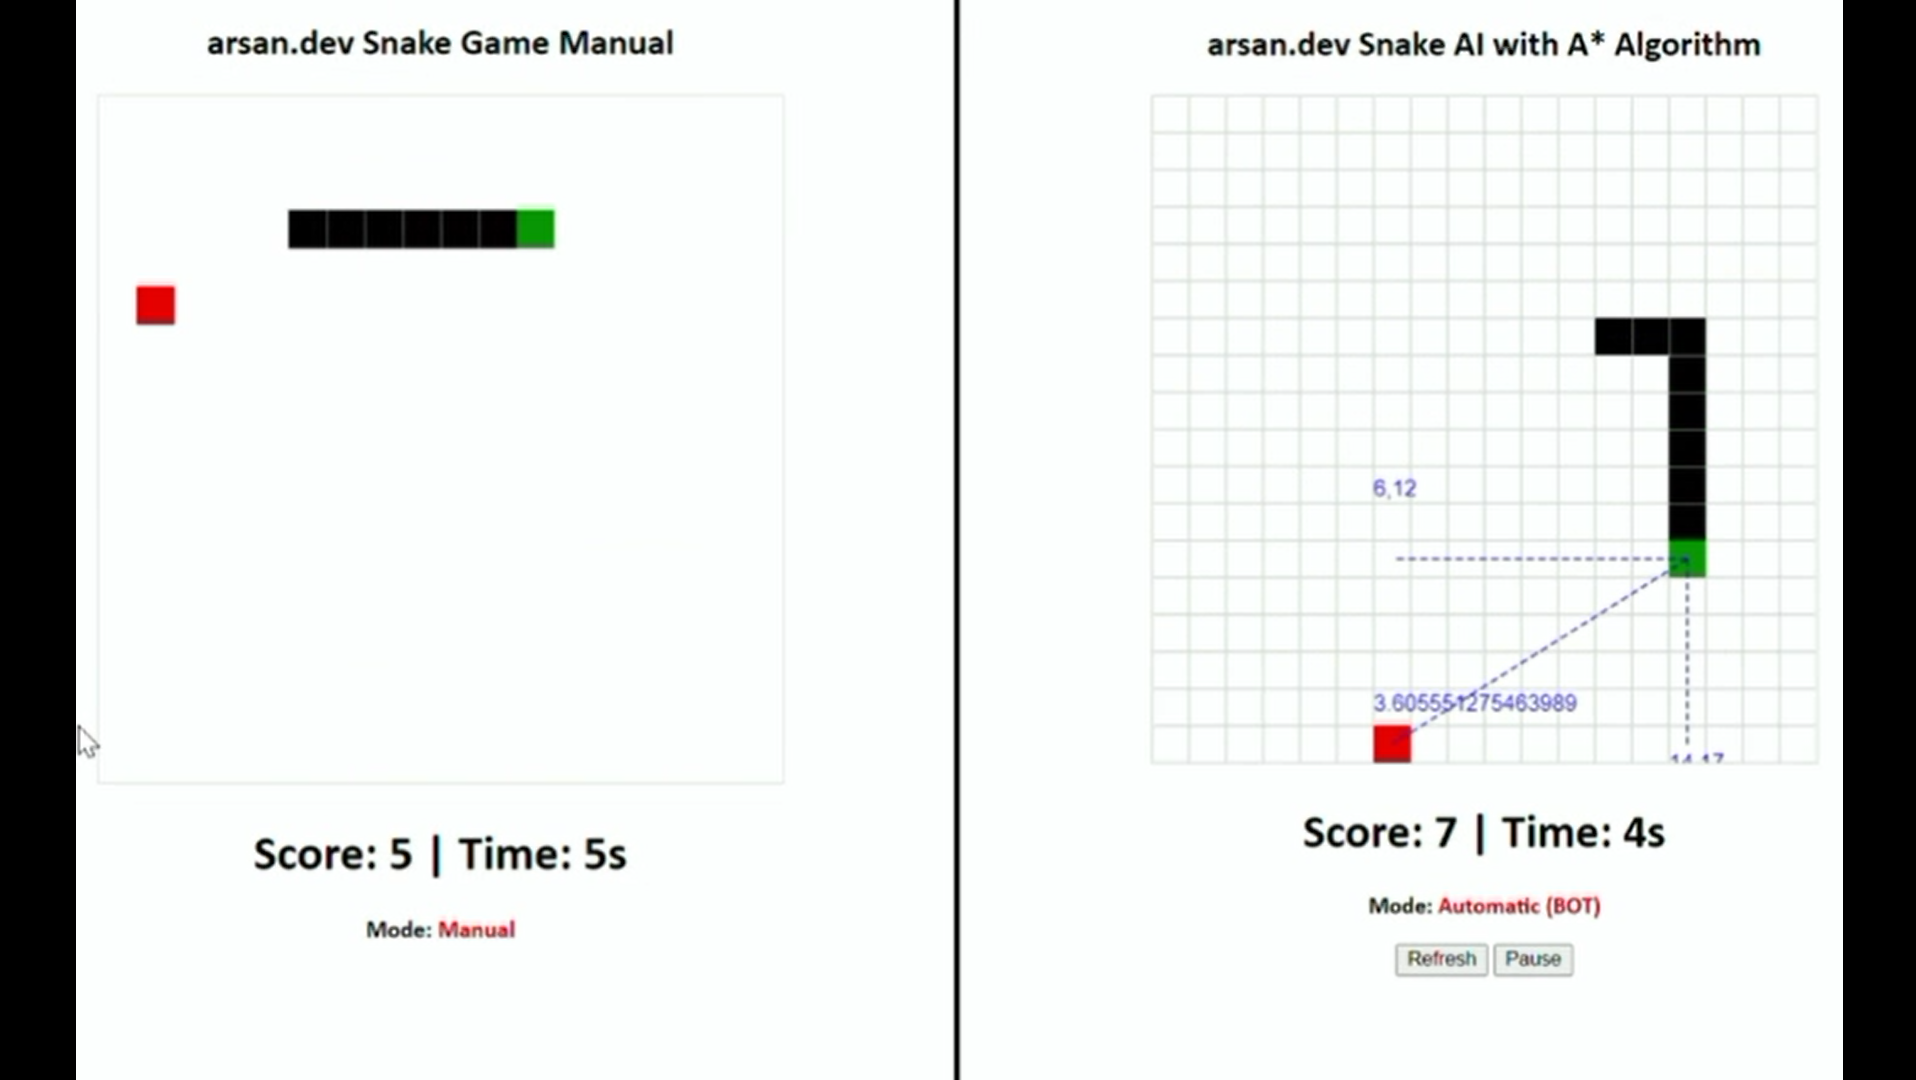 arsan.dev Snake Game Manual
Score: 5 | Time: 5s
Mode: Manual
arsan.dev Snake AI with A* Algorithm
6,12
3.605551275463989
14,17
Score: 7 | Time: 4s
Mode: Automatic (BOT)
Refresh
Pause